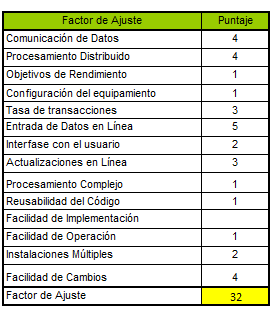 Factor de Ajuste Puntaje
Comunicación de Datos 4
Procesamiento Distribuido 4
Objetivos de Rendimiento 1
Configuración del equipamiento 1
Tasa de transacciones 3
Entrada de Datos en Línea 5
Interfase con el usuario 2
Actualizaciones en Línea 3
Procesamiento Complejo 1
Reusabilidad del Código 1
Facilidad de Implementación
Facilidad de Operación 1
Instalaciones Múltiples 2
Facilidad de Cambios 4
Factor de Ajuste 32